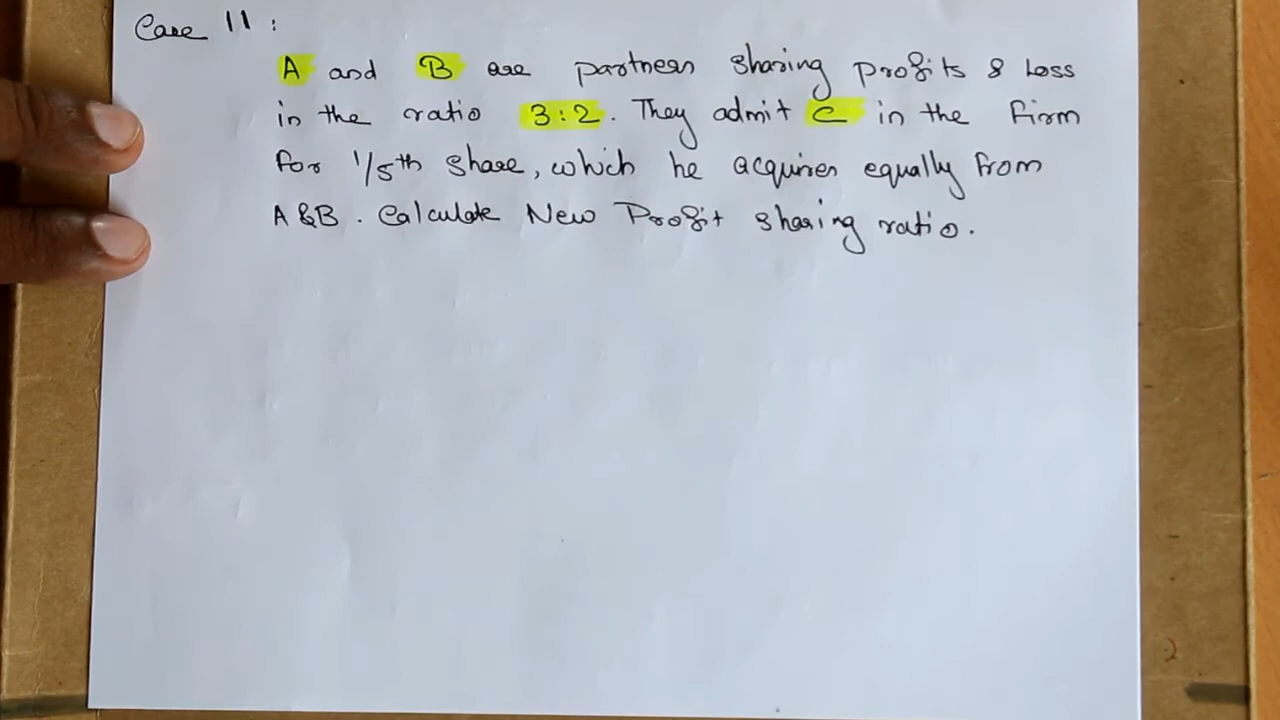 Case 11 :
A and B are partners sharing profits & Loss
in the ratio 3:2. They admit C in the firm
for 1/5th share, which he acquires equally from
A & B. Calculate New Profit sharing ratio.